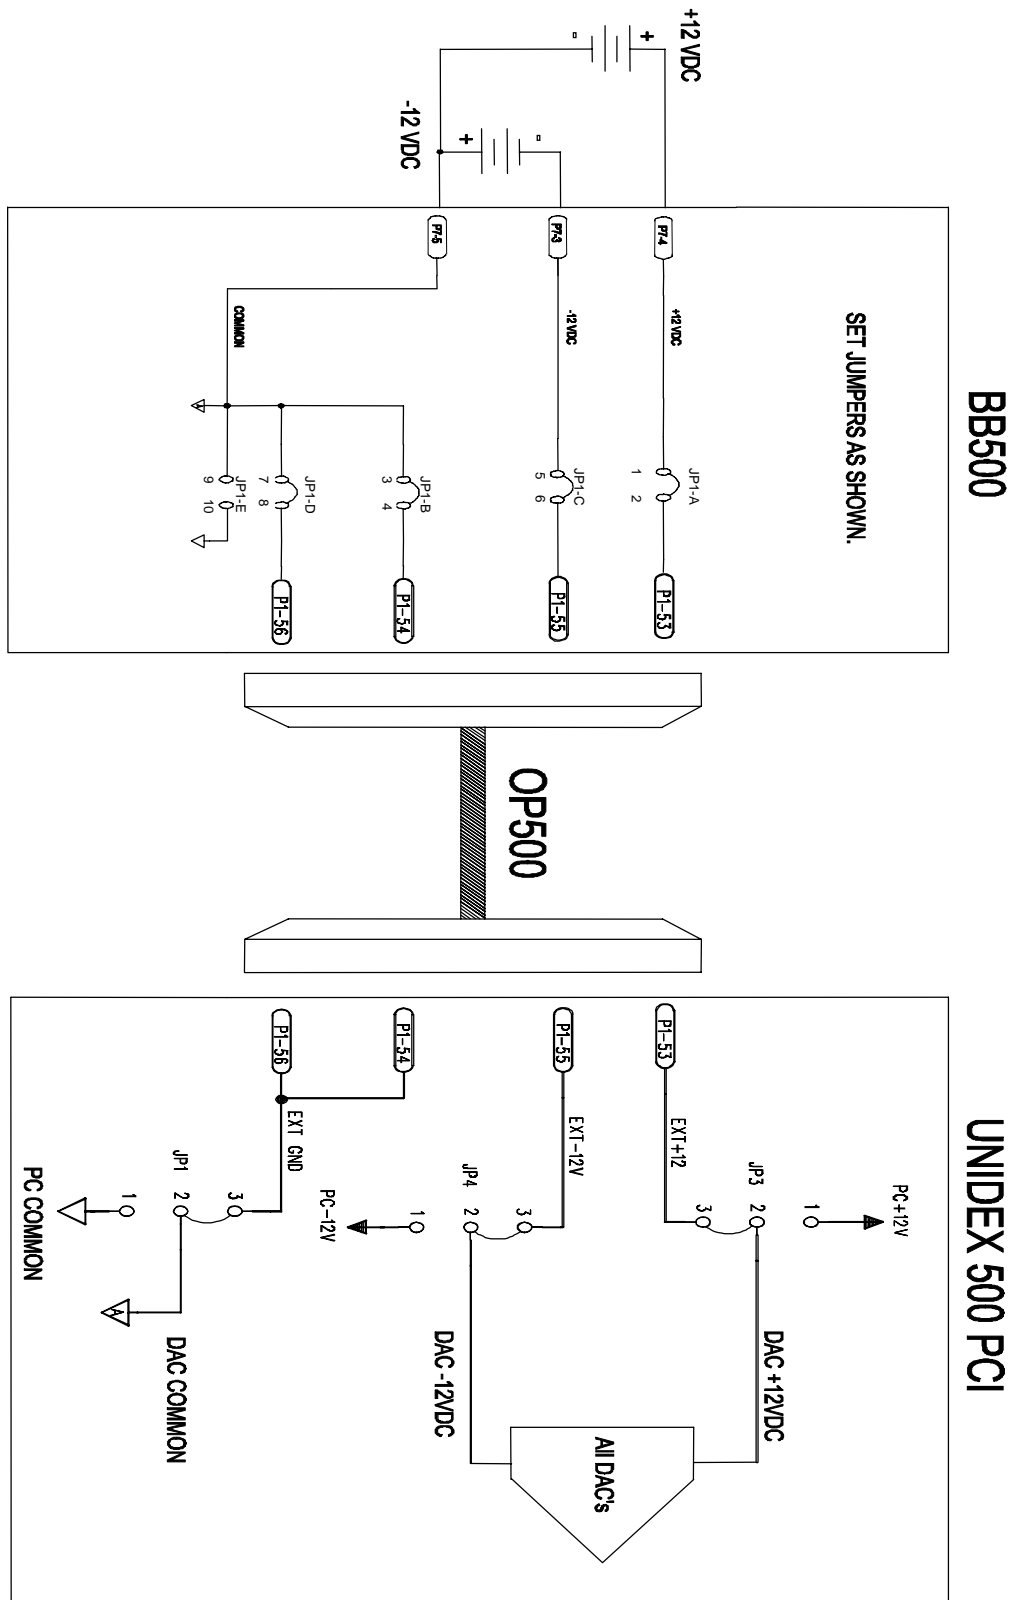 BB500
SET JUMPERS AS SHOWN.
+12 VDC
+
-
-12 VDC
+
-
P7-4
+12 VDC
1 2
JP1-A
P1-53
P7-3
-12 VDC
5 6
JP1-C
P1-55
P7-5
COMMON
3 4
JP1-B
P1-54
7 8
JP1-D
P1-56
9 10
JP1-E
OP500
UNIDEX 500 PCI
P1-53
EXT+12
JP3
3 2 1
PC+12V
DAC +12VDC
P1-55
EXT-12V
JP4
3
2
1
PC-12V
DAC -12VDC
All DAC's
P1-54
P1-56
EXT GND
JP1
3
2
1
PC COMMON
A
DAC COMMON